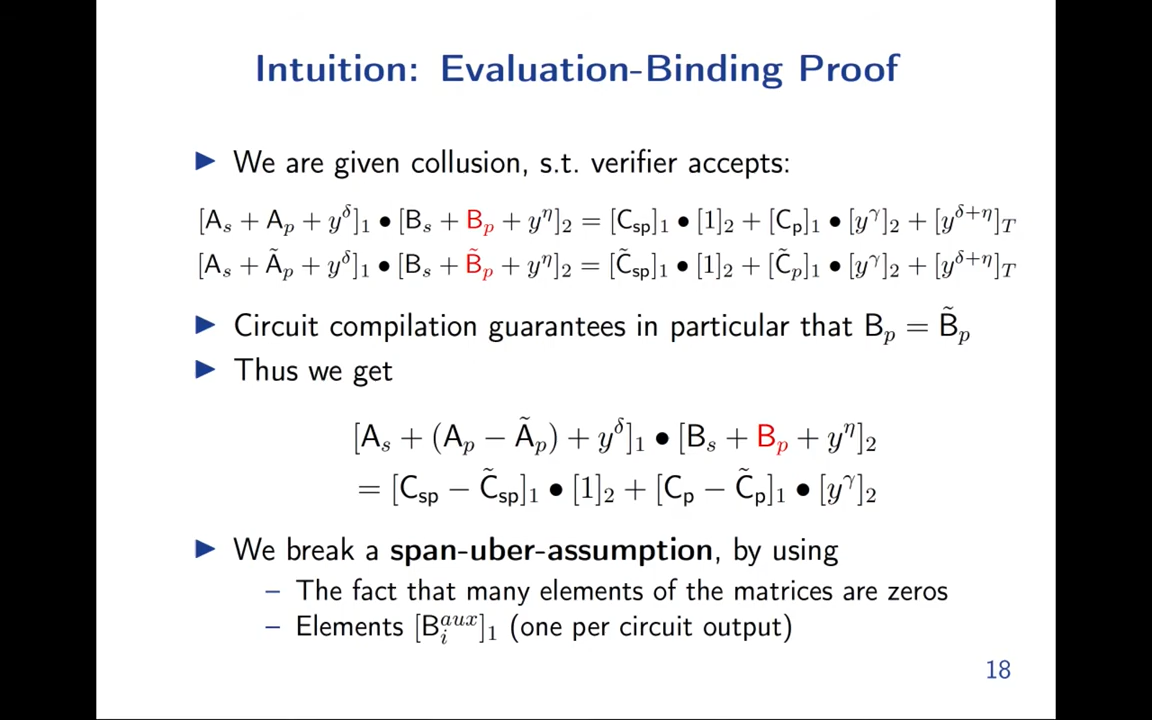 Intuition: Evaluation-Binding Proof
▶ We are given collusion, s.t. verifier accepts:
[A_s + A_p + y^δ]_1 • [B_s + B_p + y^η]_2 = [C_sp]_1 • [1]_2 + [C_p]_1 • [y^γ]_2 + [y^{δ+η}]_T
[A_s + Ã_p + y^δ]_1 • [B_s + B̃_p + y^η]_2 = [C̃_sp]_1 • [1]_2 + [C̃_p]_1 • [y^γ]_2 + [y^{δ+η}]_T
▶ Circuit compilation guarantees in particular that B_p = B̃_p
▶ Thus we get
[A_s + (A_p − Ã_p) + y^δ]_1 • [B_s + B_p + y^η]_2
= [C_sp − C̃_sp]_1 • [1]_2 + [C_p − C̃_p]_1 • [y^γ]_2
▶ We break a span-uber-assumption, by using
– The fact that many elements of the matrices are zeros
– Elements [B_i^{aux}]_1 (one per circuit output)
18